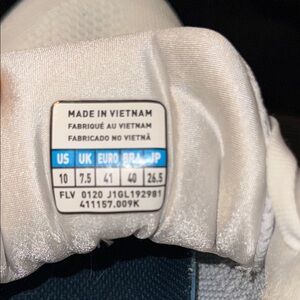 MADE IN VIETNAM
FABRIQUÉ AU VIETNAM
FABRICADO NO VIETNÃ
US UK EURO BRA JP
10 7.5 41 40 26.5
FLV 0120 J1GL192981
411157.009K